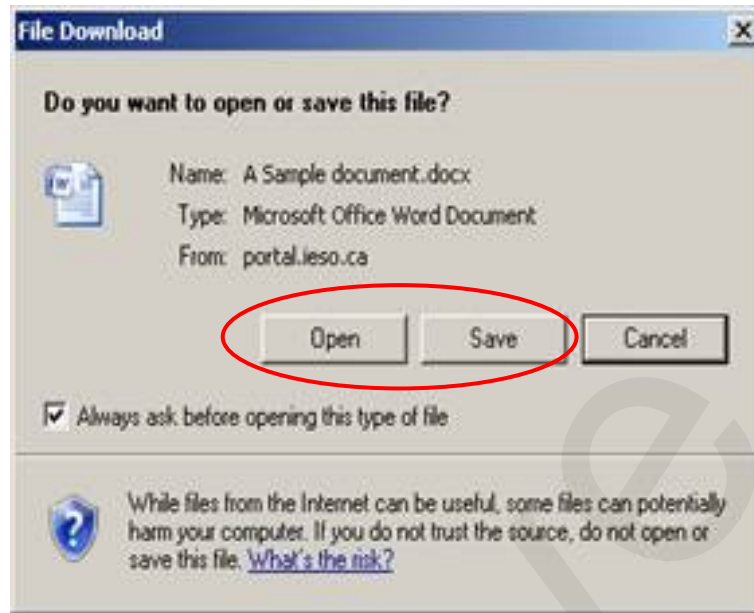 File Download
Do you want to open or save this file?
Name: A Sample document.docx
Type: Microsoft Office Word Document
From: portal.ieso.ca
Open Save Cancel
Always ask before opening this type of file
While files from the Internet can be useful, some files can potentially
harm your computer. If you do not trust the source, do not open or
save this file. What's the risk?